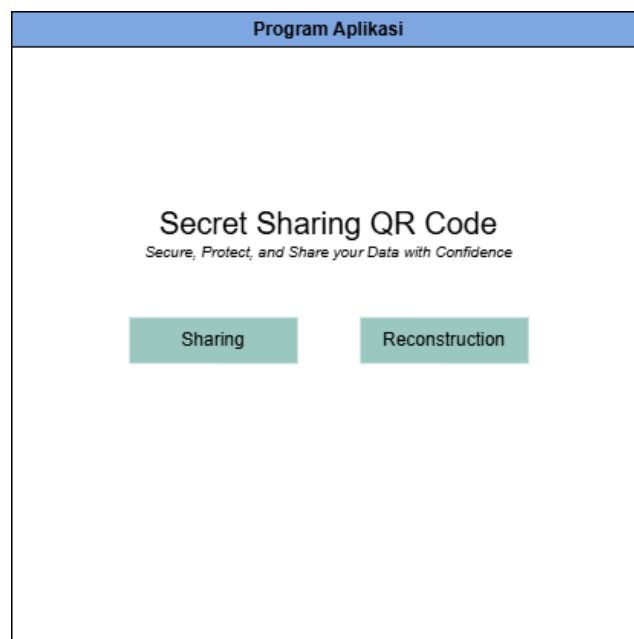 Program Aplikasi
Secret Sharing QR Code
Secure, Protect, and Share your Data with Confidence
Sharing
Reconstruction